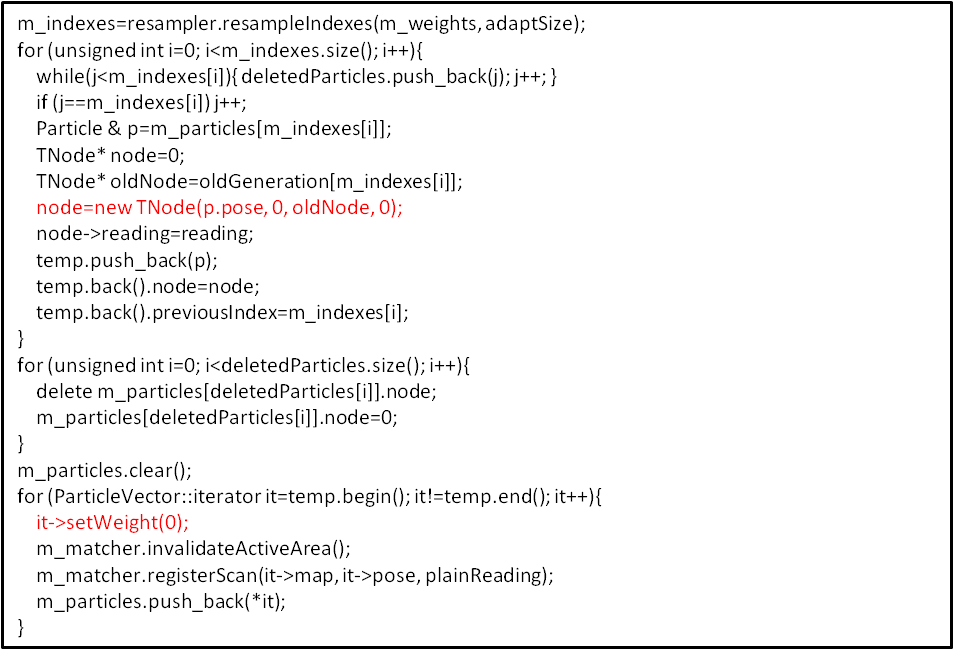 m_indexes=resampler.resampleIndexes(m_weights, adaptSize);
for (unsigned int i=0; i<m_indexes.size(); i++){
while(j<m_indexes[i]){ deletedParticles.push_back(j); j++; }
if (j==m_indexes[i]) j++;
Particle & p=m_particles[m_indexes[i]];
TNode* node=0;
TNode* oldNode=oldGeneration[m_indexes[i]];
node=new TNode(p.pose, 0, oldNode, 0);
node->reading=reading;
temp.push_back(p);
temp.back().node=node;
temp.back().previousIndex=m_indexes[i];
}
for (unsigned int i=0; i<deletedParticles.size(); i++){
delete m_particles[deletedParticles[i]].node;
m_particles[deletedParticles[i]].node=0;
}
m_particles.clear();
for (ParticleVector::iterator it=temp.begin(); it!=temp.end(); it++){
it->setWeight(0);
m_matcher.invalidateActiveArea();
m_matcher.registerScan(it->map, it->pose, plainReading);
m_particles.push_back(*it);
}